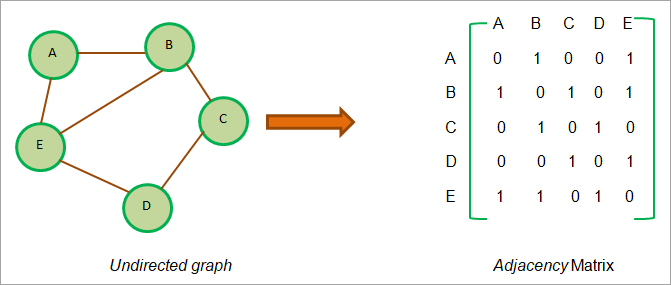 A
B
C
D
E
A B C D E
A 0 1 0 0 1
B 1 0 1 0 1
C 0 1 0 1 0
D 0 0 1 0 1
E 1 1 0 1 0
Undirected graph
Adjacency Matrix